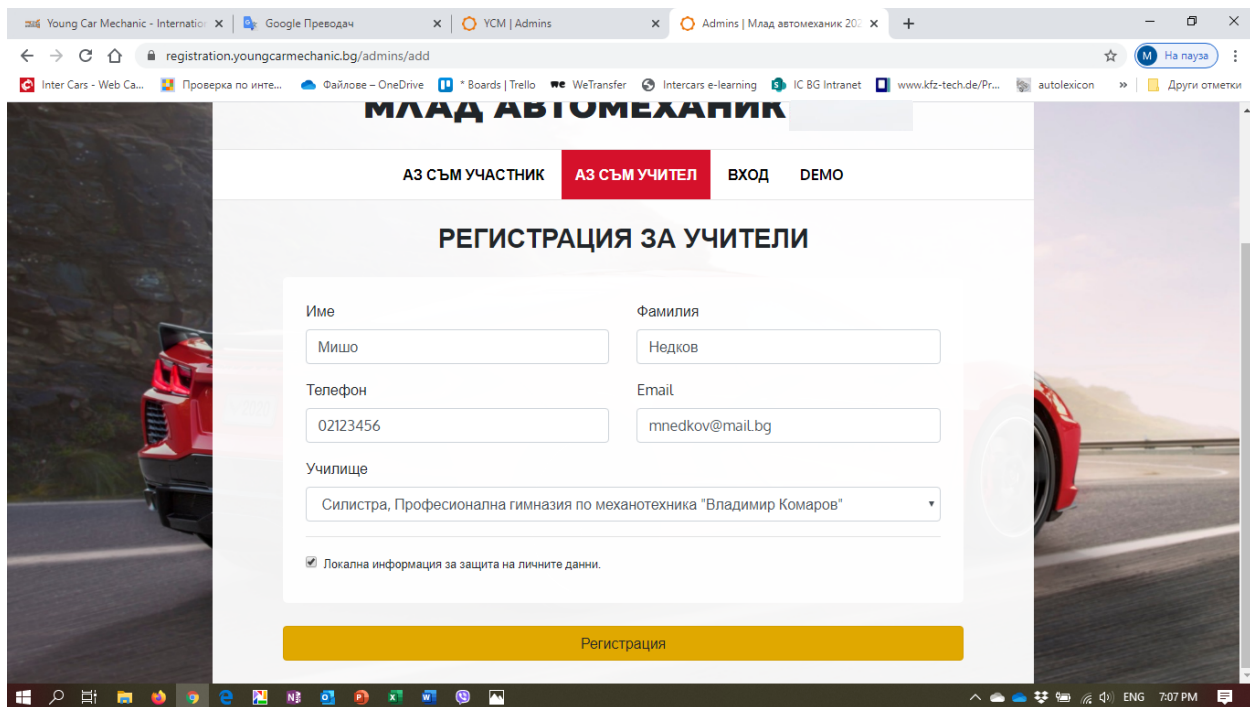 Young Car Mechanic - Internation
Google Преводач
YCM | Admins
Admins | Млад автомеханик 202
registration.youngcarmechanic.bg/admins/add
М На пауза
Inter Cars - Web Ca...
Проверка по инте...
Файлове – OneDrive
* Boards | Trello
WeTransfer
Intercars e-learning
IC BG Intranet
www.kfz-tech.de/Pr...
autolexicon
»
Други отметки
МЛАД АВТОМЕХАНИК
АЗ СЪМ УЧАСТНИК
АЗ СЪМ УЧИТЕЛ
ВХОД
DEMO
РЕГИСТРАЦИЯ ЗА УЧИТЕЛИ
Име
Фамилия
Мишо
Недков
Телефон
Email
02123456
mnedkov@mail.bg
Училище
Силистра, Професионална гимназия по механотехника "Владимир Комаров"
Локална информация за защита на личните данни.
Регистрация
ENG
7:07 PM